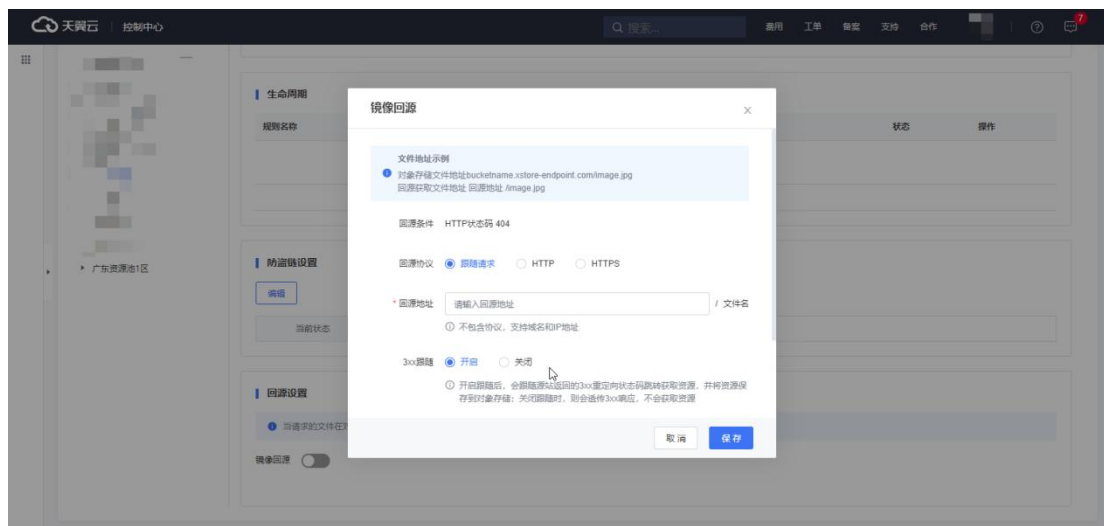 天翼云 控制中心 搜索... 费用 工单 备案 支持 合作 7
生命周期
规则名称 状态 操作
镜像回源
文件地址示例
对象存储文件地址bucketname.xstore-endpoint.com/image.jpg
回源获取文件地址 回源地址 /image.jpg
回源条件 HTTP状态码 404
广东资源池1区
防盗链设置
回源协议 跟随请求 HTTP HTTPS
编辑
* 回源地址 请输入回源地址 / 文件名
当前状态
不包含协议，支持域名和IP地址
3xx跟随 开启 关闭
开启跟随后，会跟随源站返回的3xx重定向状态码跳转获取资源，并将资源保
存到对象存储；关闭跟随时，则会透传3xx响应，不会获取资源
回源设置
当请求的文件在对
取消 保存
镜像回源